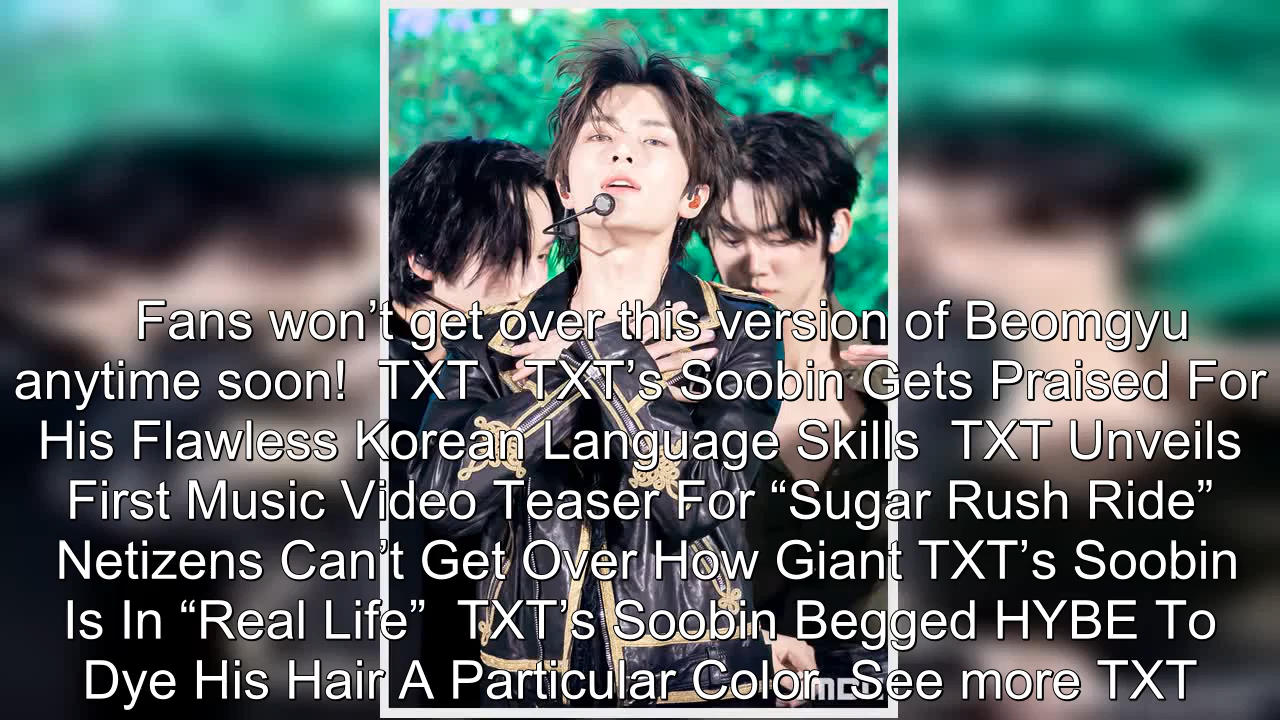 Fans won’t get over this version of Beomgyu
anytime soon!  TXT   TXT’s Soobin Gets Praised For
His Flawless Korean Language Skills  TXT Unveils
First Music Video Teaser For “Sugar Rush Ride”
Netizens Can’t Get Over How Giant TXT’s Soobin
Is In “Real Life”  TXT’s Soobin Begged HYBE To
Dye His Hair A Particular Color  See more TXT